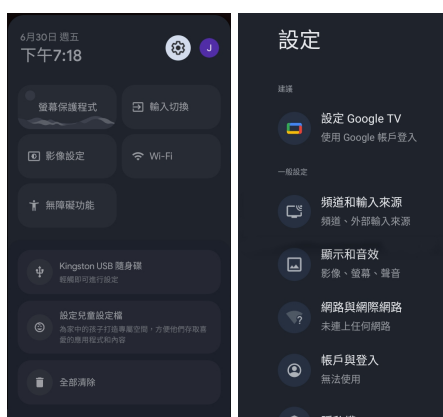 6月30日 週五
下午7:18
J
螢幕保護程式
輸入切換
影像設定
Wi-Fi
無障礙功能
Kingston USB 隨身碟
輕觸即可進行設定
設定兒童設定檔
為家中的孩子打造專屬空間,方便他們存取喜
愛的應用程式和內容
全部清除
設定
建議
設定 Google TV
使用 Google 帳戶登入
一般設定
頻道和輸入來源
頻道、外部輸入來源
顯示和音效
影像、螢幕、聲音
網路與網際網路
未連上任何網路
帳戶與登入
無法使用